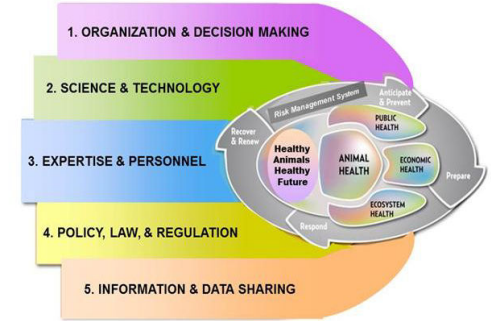 1. ORGANIZATION & DECISION MAKING
2. SCIENCE & TECHNOLOGY
3. EXPERTISE & PERSONNEL
4. POLICY, LAW, & REGULATION
5. INFORMATION & DATA SHARING
Risk Management System
Anticipate
& Prevent
Recover
& Renew
PUBLIC
HEALTH
Healthy
Animals
Healthy
Future
ANIMAL
HEALTH
ECONOMIC
HEALTH
Prepare
ECOSYSTEM
HEALTH
Respond